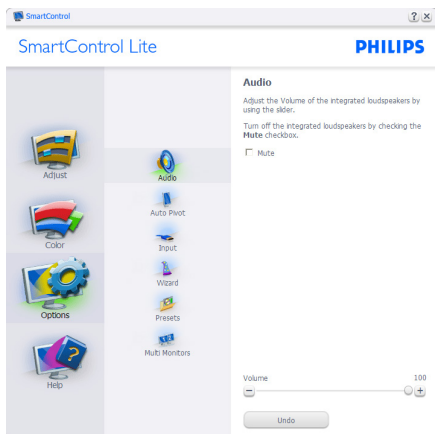 SmartControl
? x
SmartControl Lite
PHILIPS
Adjust
Color
Options
Help
Audio
Auto Pivot
Input
Wizard
Presets
Multi Monitors
Audio
Adjust the Volume of the integrated loudspeakers by
using the slider.
Turn off the integrated loudspeakers by checking the
Mute checkbox.
Mute
Volume 100
Undo